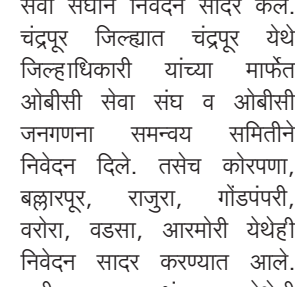 सेवा संघाने निवेदन सादर केले.
चंद्रपूर जिल्ह्यात चंद्रपूर येथे
जिल्हाधिकारी यांच्या मार्फत
ओबीसी सेवा संघ व ओबीसी
जनगणना समन्वय समितीने
निवेदन दिले. तसेच कोरपणा,
बल्लारपूर, राजुरा, गोंडपंपरी,
वरोरा, वडसा, आरमोरी येथेही
निवेदन सादर करण्यात आले.